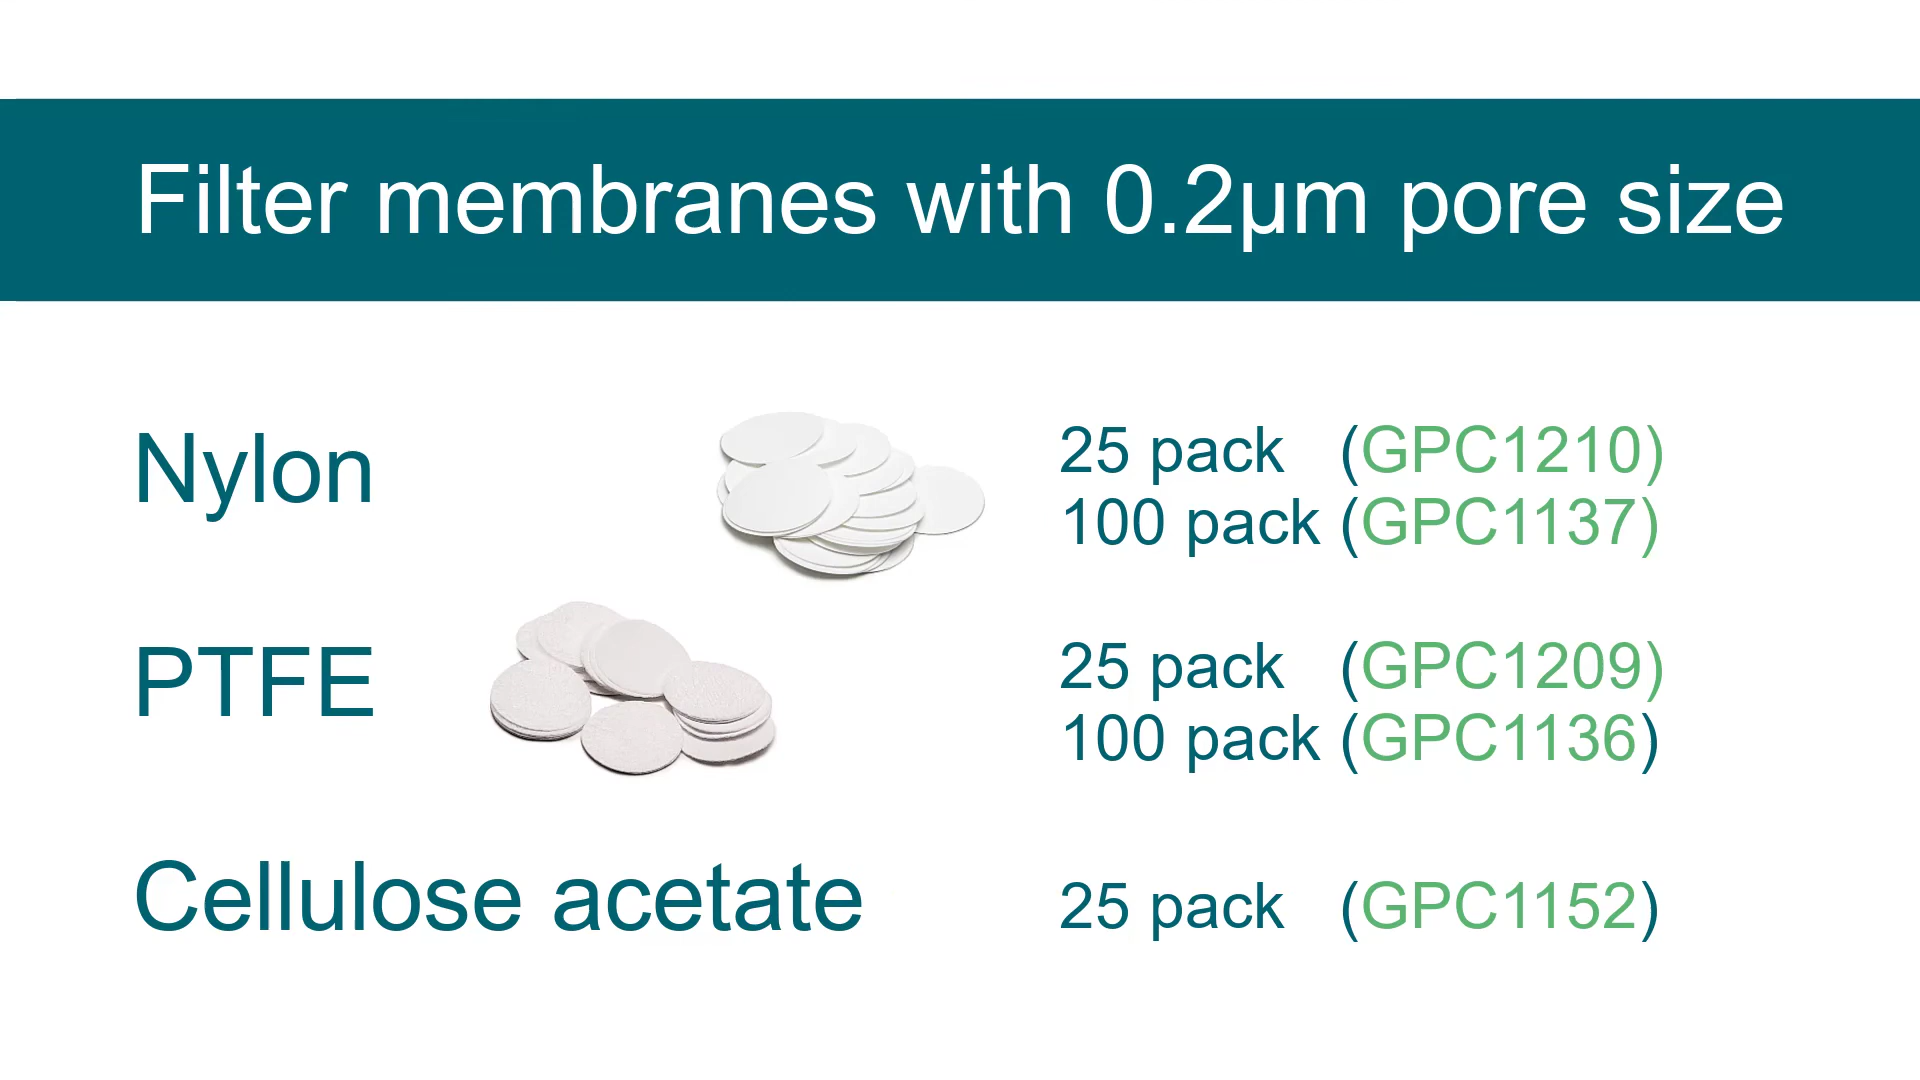 Filter membranes with 0.2µm pore size
Nylon
25 pack (GPC1210)
100 pack (GPC1137)
PTFE
25 pack (GPC1209)
100 pack (GPC1136)
Cellulose acetate
25 pack (GPC1152)